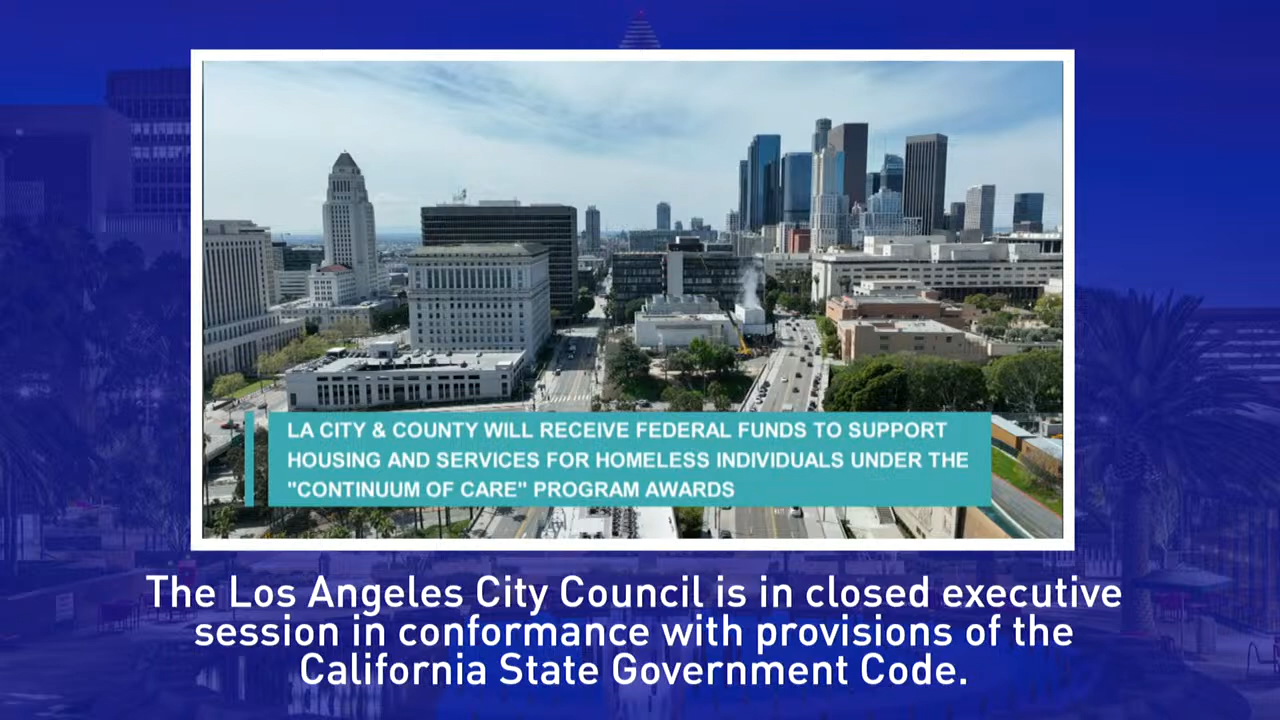 LA CITY & COUNTY WILL RECEIVE FEDERAL FUNDS TO SUPPORT
HOUSING AND SERVICES FOR HOMELESS INDIVIDUALS UNDER THE
"CONTINUUM OF CARE" PROGRAM AWARDS
The Los Angeles City Council is in closed executive
session in conformance with provisions of the
California State Government Code.